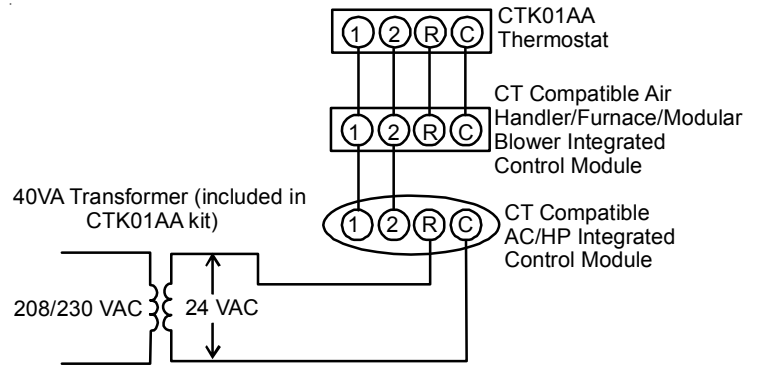 1 2 R C
CTK01AA
Thermostat
1 2 R C
CT Compatible Air
Handler/Furnace/Modular
Blower Integrated
Control Module
40VA Transformer (included in
CTK01AA kit)
1 2 R C
CT Compatible
AC/HP Integrated
Control Module
208/230 VAC
24 VAC